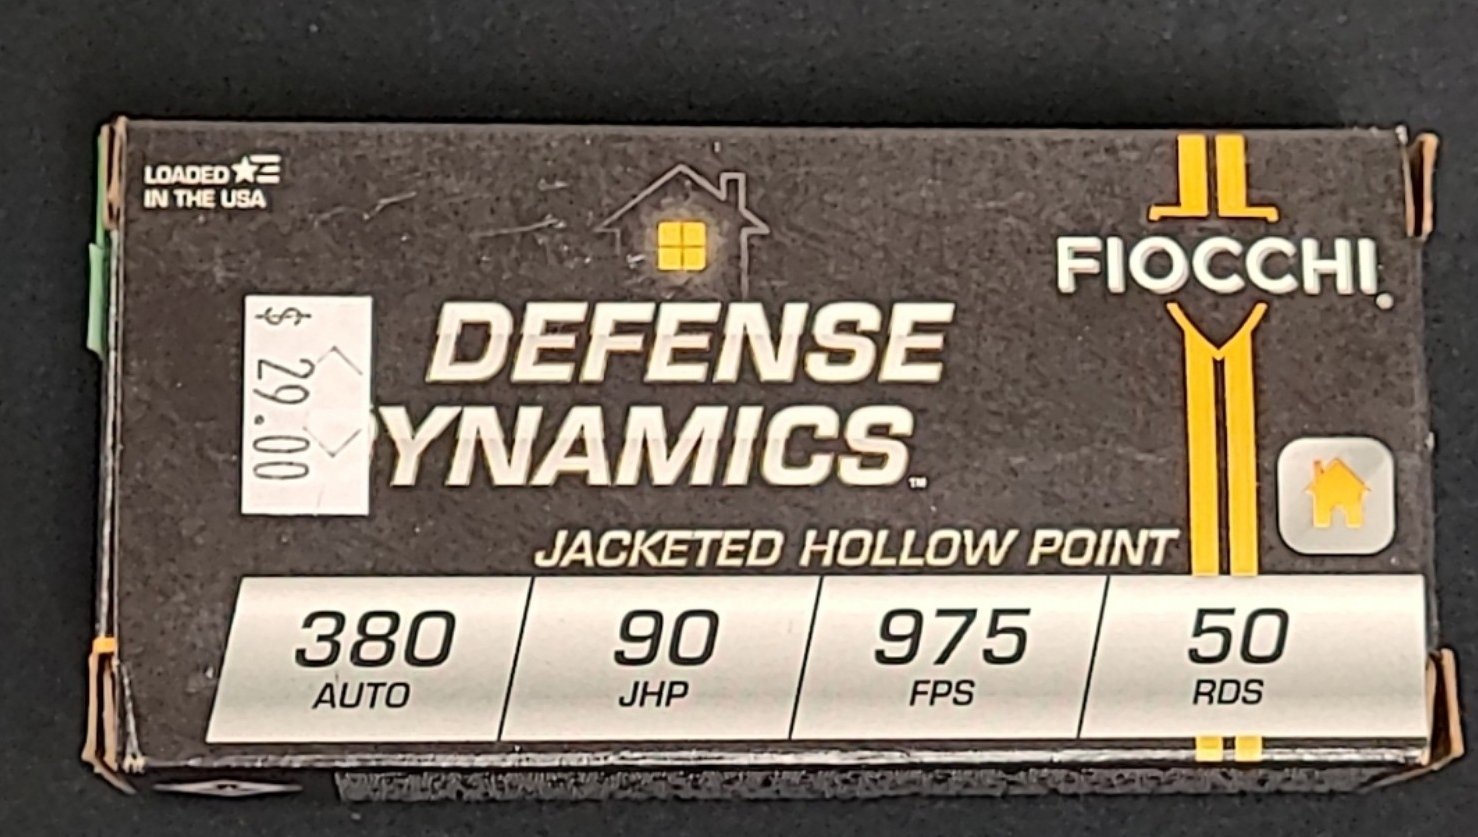 LOADED
IN THE USA
FIOCCHI
$ 29.00
DEFENSE
DYNAMICS™
JACKETED HOLLOW POINT
380 90 975 50
AUTO JHP FPS RDS